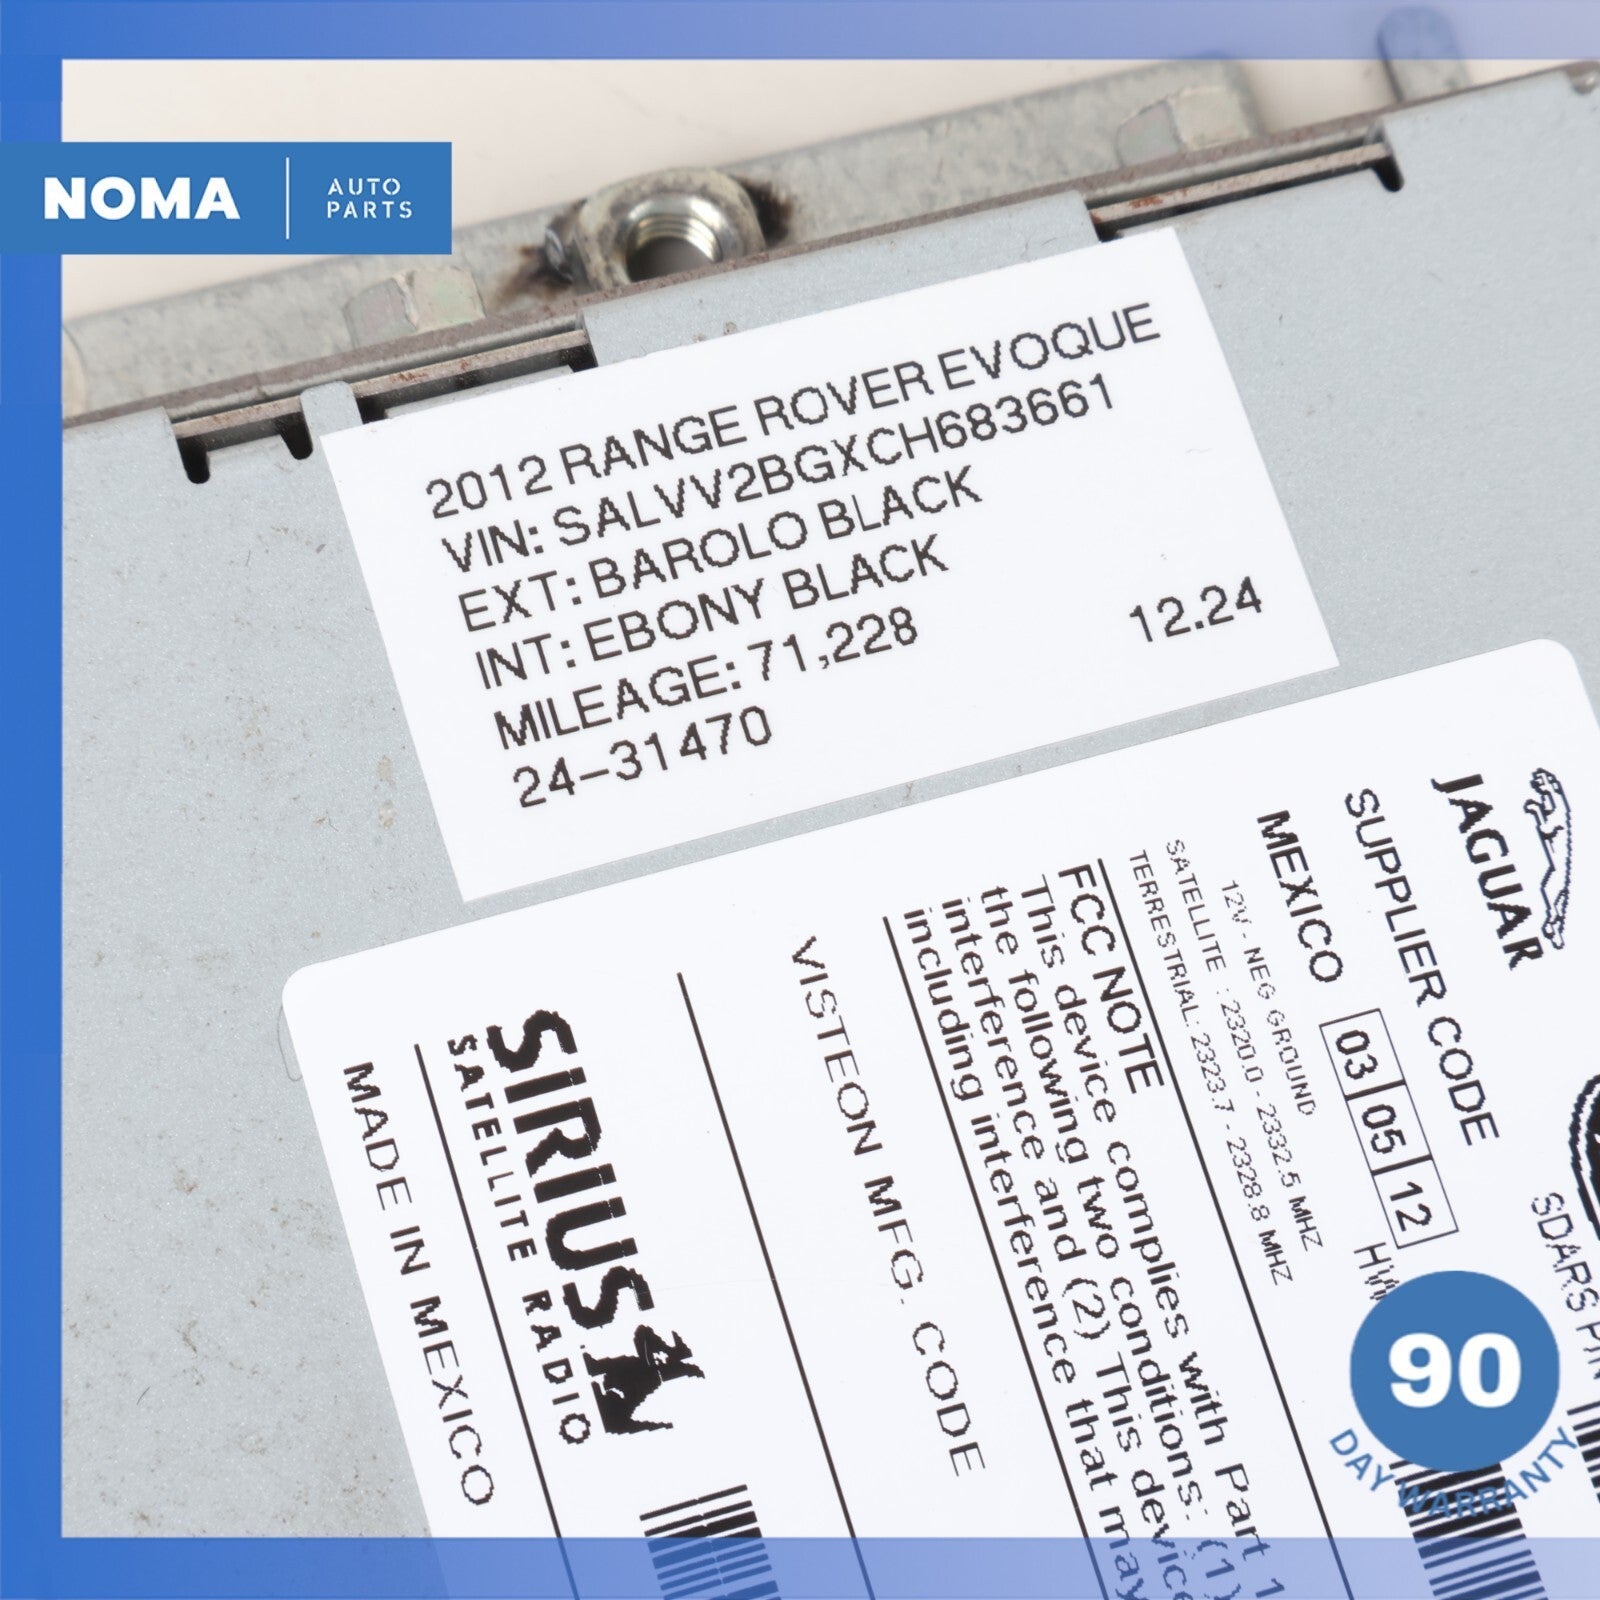 NOMA
AUTO
PARTS
2012 RANGE ROVER EVOQUE
VIN: SALVV2BGXCH683661
EXT: BAROLO BLACK
INT: EBONY BLACK
MILEAGE: 71,228
12.24
24-31470
JAGUAR
SUPPLIER CODE
MEXICO 03 05 12
12V - NEG GROUND
SATELLITE : 2320.0 - 2332.5 MHZ
TERRESTRIAL: 2323.7 - 2328.8 MHZ
FCC NOTE
This device complies with Part 1
the following two conditions: (1)
interference and (2) This device
including interference that may
VISTEON MFG. CODE
SIRIUS
SATELLITE RADIO
MADE IN MEXICO
SDARS P/N
90
DAY WARRANTY